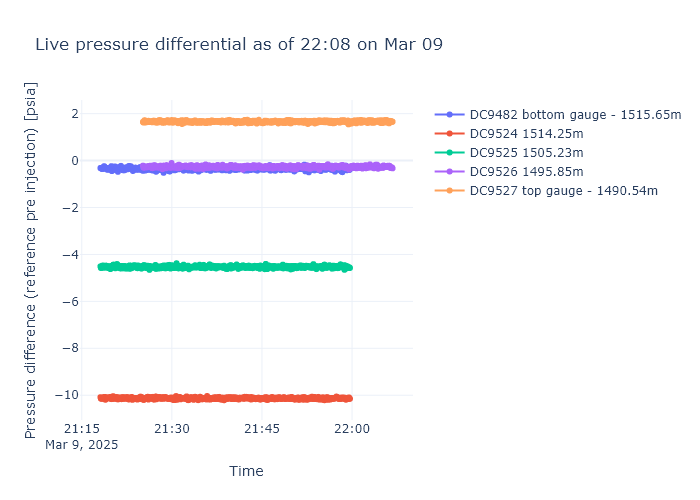 Live pressure differential as of 22:08 on Mar 09
Pressure difference (reference pre injection) [psia]
2
0
−2
−4
−6
−8
−10
21:15
21:30
21:45
22:00
Mar 9, 2025
Time
DC9482 bottom gauge - 1515.65m
DC9524 1514.25m
DC9525 1505.23m
DC9526 1495.85m
DC9527 top gauge - 1490.54m